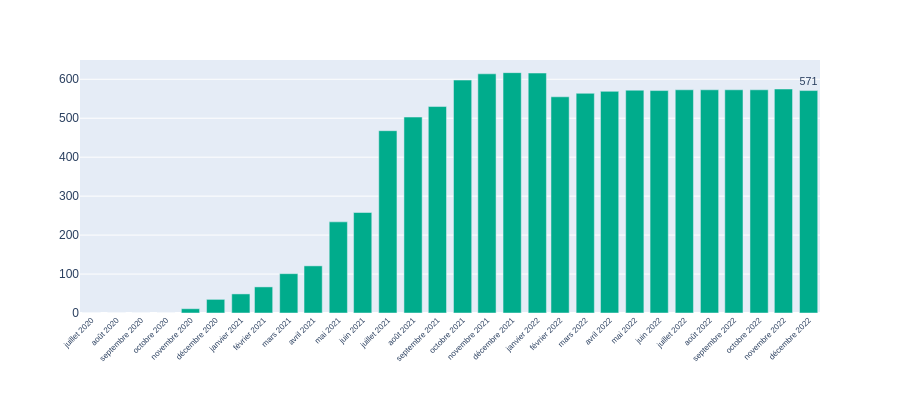 600
500
400
300
200
100
0
571
juillet 2020
août 2020
septembre 2020
octobre 2020
novembre 2020
décembre 2020
janvier 2021
février 2021
mars 2021
avril 2021
mai 2021
juin 2021
juillet 2021
août 2021
septembre 2021
octobre 2021
novembre 2021
décembre 2021
janvier 2022
février 2022
mars 2022
avril 2022
mai 2022
juin 2022
juillet 2022
août 2022
septembre 2022
octobre 2022
novembre 2022
décembre 2022